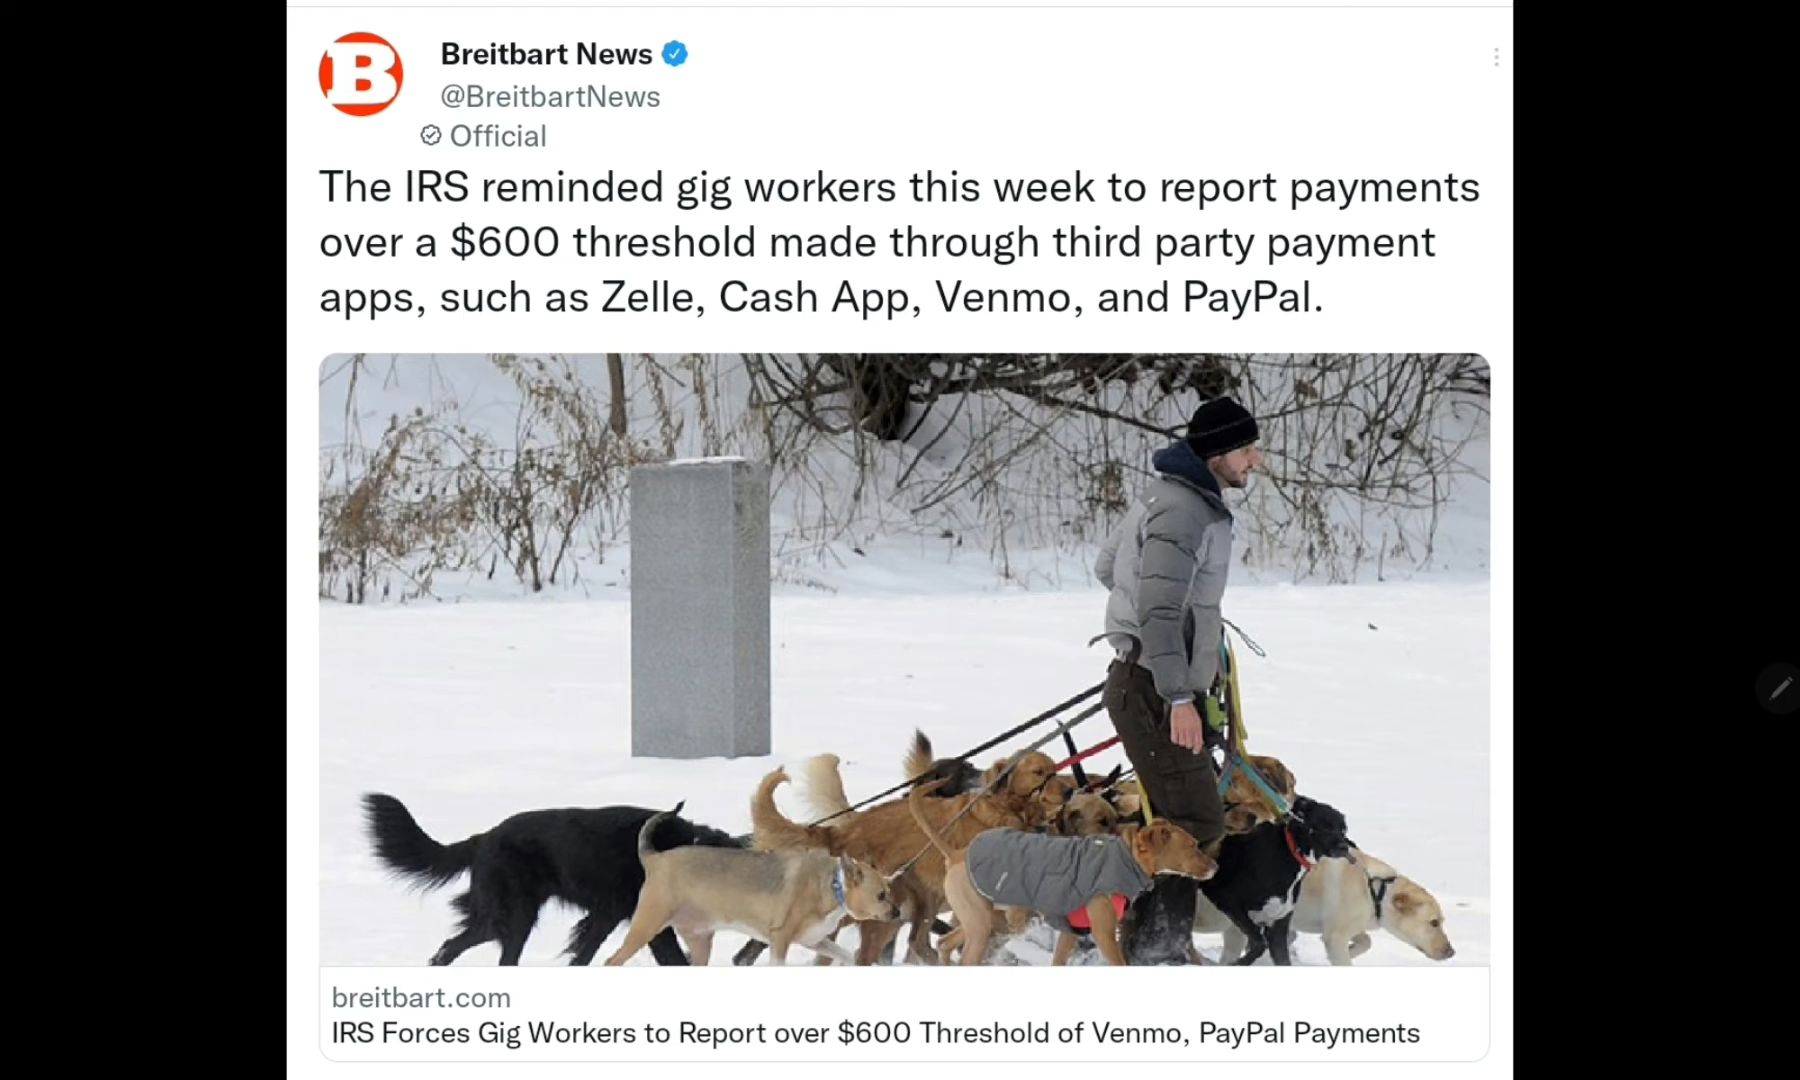 B
Breitbart News
@BreitbartNews
Official
The IRS reminded gig workers this week to report payments
over a $600 threshold made through third party payment
apps, such as Zelle, Cash App, Venmo, and PayPal.
breitbart.com
IRS Forces Gig Workers to Report over $600 Threshold of Venmo, PayPal Payments